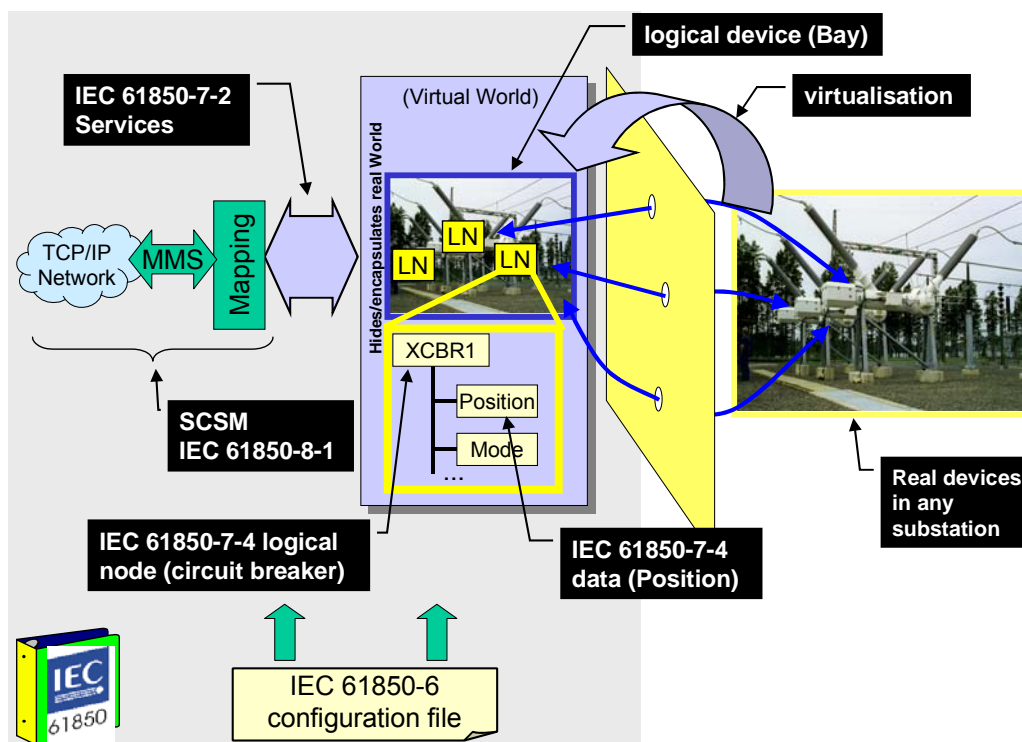 logical device (Bay)
IEC 61850-7-2
Services
(Virtual World)
virtualisation
Hides/encapsulates real World
TCP/IP
Network
MMS
Mapping
LN
LN
LN
XCBR1
Position
Mode
...
SCSM
IEC 61850-8-1
Real devices
in any
substation
IEC 61850-7-4 logical
node (circuit breaker)
IEC 61850-7-4
data (Position)
IEC 61850-6
configuration file
IEC
61850